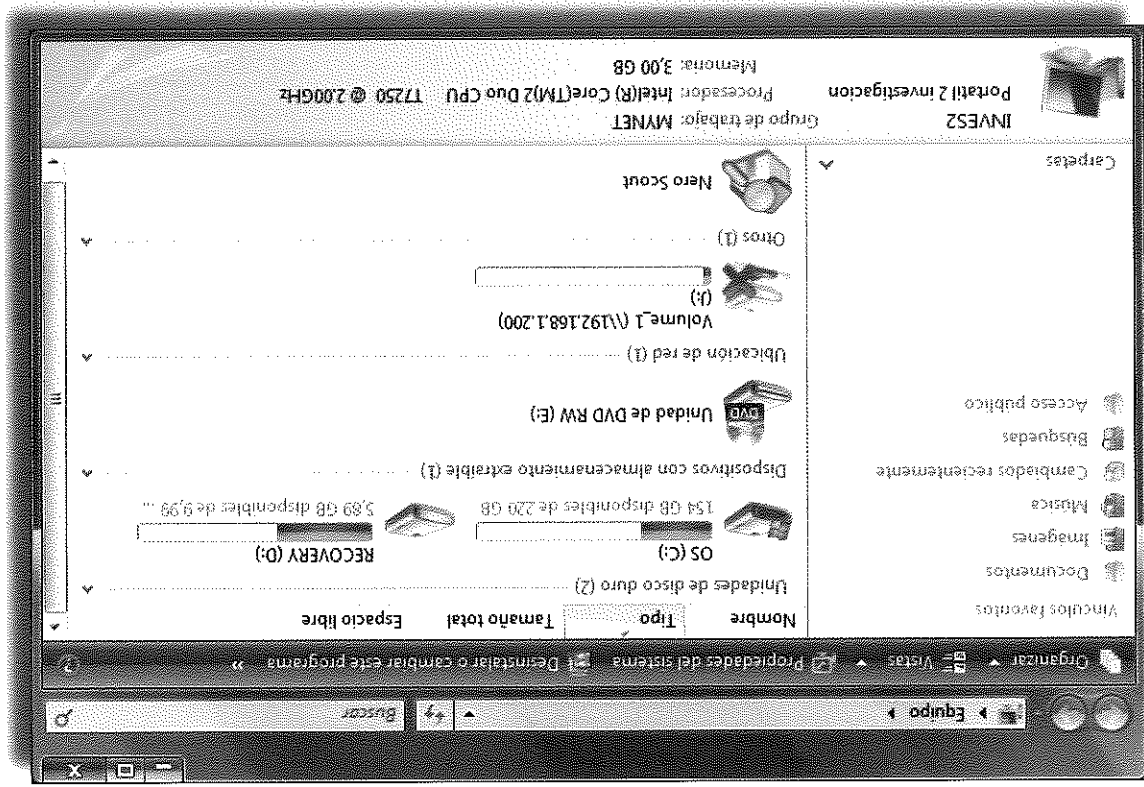 Equipo
Buscar
Organizar Vistas Propiedades del sistema Desinstalar o cambiar este programa »
Vínculos favoritos
Documentos
Imágenes
Música
Cambiados recientemente
Búsquedas
Acceso público
Carpetas
Nombre Tipo Tamaño total Espacio libre
Unidades de disco duro (2)
OS (C:)
154 GB disponibles de 220 GB
RECOVERY (D:)
5,89 GB disponibles de 9,99 ...
Dispositivos con almacenamiento extraíble (1)
DVD
Unidad de DVD RW (E:)
Ubicación de red (1)
Volume_1 (\\192.168.1.200)
(J:)
Otros (1)
Nero Scout
INVES2
Portatil 2 investigacion
Grupo de trabajo: MYNET
Procesador: Intel(R) Core(TM)2 Duo CPU T7250 @ 2.00GHz
Memoria: 3,00 GB